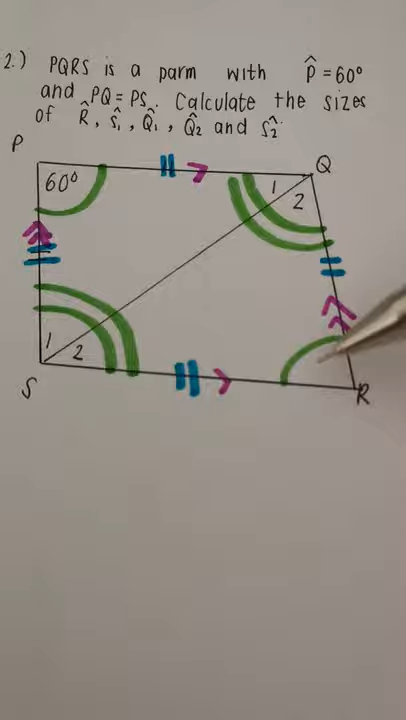 2.) PQRS is a parm with P̂ = 60°
and PQ = PS. Calculate the sizes
of R̂, Ŝ₁, Q̂₁, Q̂₂ and Ŝ₂.
P
Q
60°
1
2
1
2
S
R